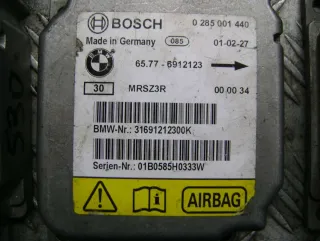 BOSCH 0 285 001 440
Made in Germany 085 01-02-27
BMW 65.77 - 6912123
30 MRSZ3R 00 00 34
BMW-Nr.: 31691212300K
Serien-Nr.: 01B0585H0333W
AIRBAG